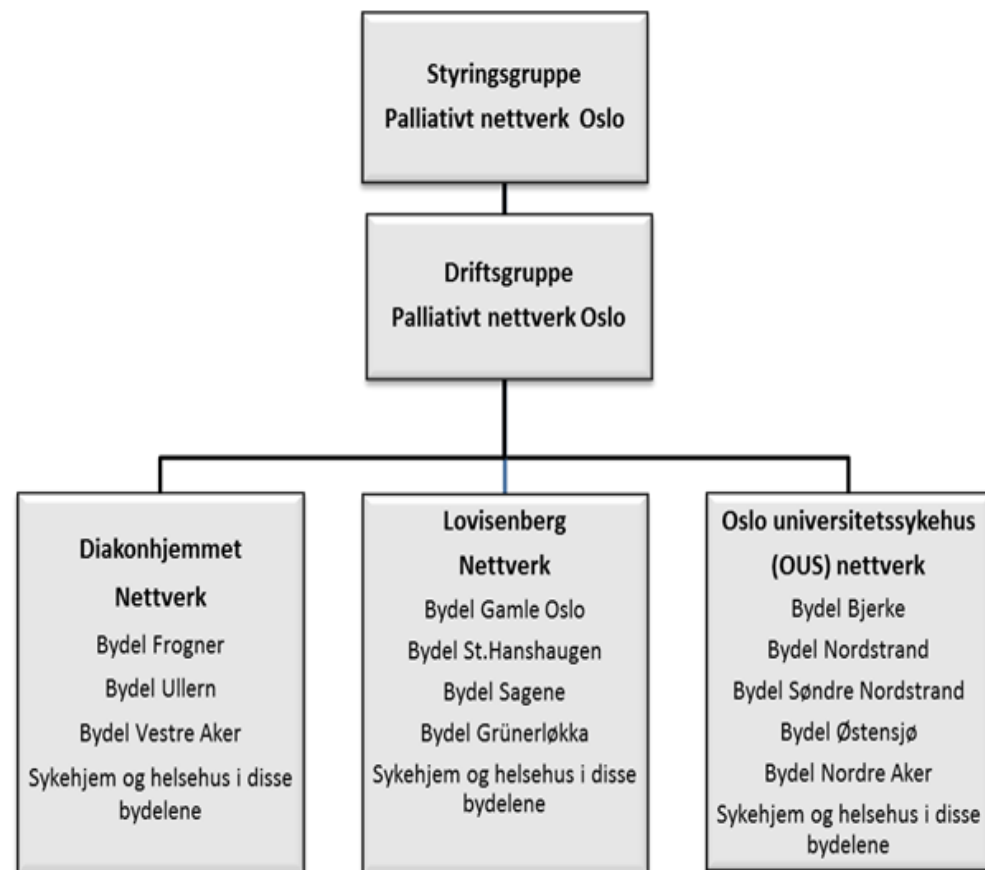 Styringsgruppe
Palliativt nettverk Oslo
Driftsgruppe
Palliativt nettverk Oslo
Diakonhjemmet
Nettverk
Bydel Frogner
Bydel Ullern
Bydel Vestre Aker
Sykehjem og helsehus i disse
bydelene
Lovisenberg
Nettverk
Bydel Gamle Oslo
Bydel St.Hanshaugen
Bydel Sagene
Bydel Grünerløkka
Sykehjem og helsehus i disse
bydelene
Oslo universitetssykehus
(OUS) nettverk
Bydel Bjerke
Bydel Nordstrand
Bydel Søndre Nordstrand
Bydel Østensjø
Bydel Nordre Aker
Sykehjem og helsehus i disse
bydelene